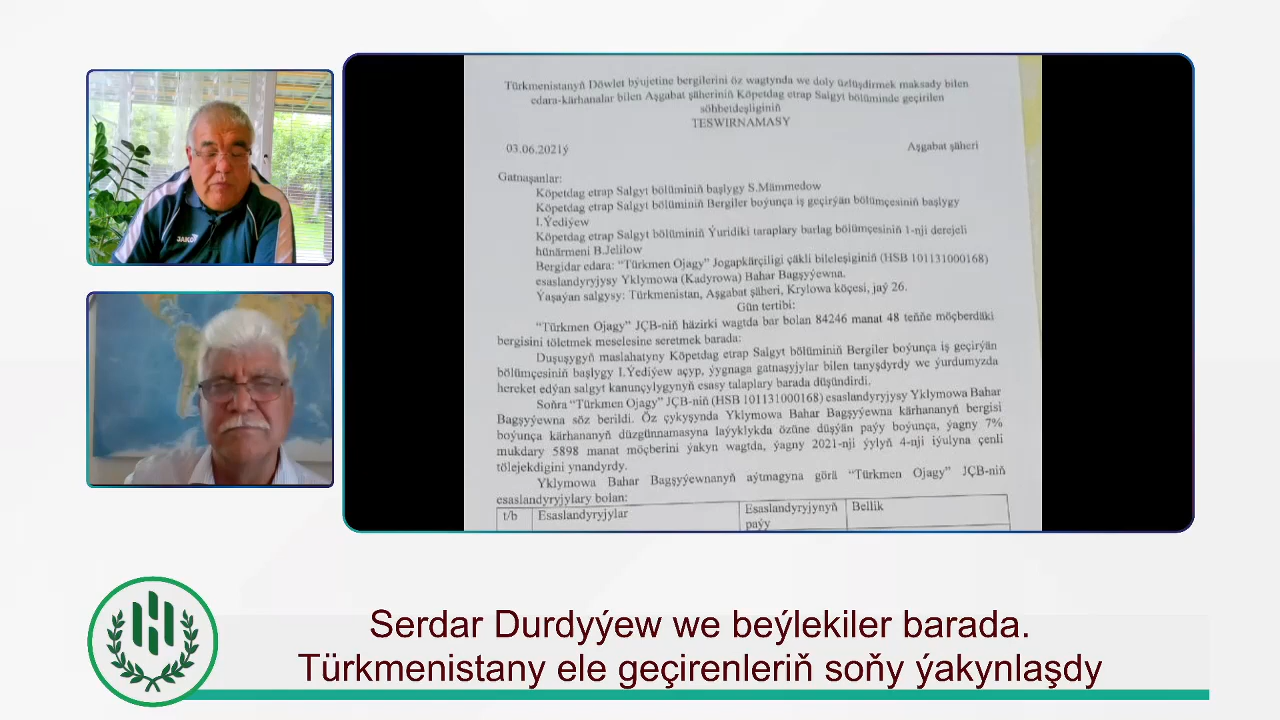 Türkmenistanyň Döwlet býujetine bergilerini öz wagtynda we doly üzlüşdirmek maksady bilen
edara-kärhanalar bilen Aşgabat şäheriniň Köpetdag etrap Salgyt bölüminde geçirilen
söhbetdeşliginiň
TESWIRNAMASY
03.06.2021ý
Aşgabat şäheri
Gatnaşanlar:
Köpetdag etrap Salgyt bölüminiň başlygy S.Mämmedow
Köpetdag etrap Salgyt bölüminiň Bergiler boýunça iş geçirýän bölümçesiniň başlygy
I.Ýediýew
Köpetdag etrap Salgyt bölüminiň Ýuridiki taraplary barlag bölümçesiniň 1-nji derejeli
hünärmeni B.Jelilow
Bergidar edara: “Türkmen Ojagy” Jogapkärçiligi çäkli bileleşiginiň (HSB 101131000168)
esaslandyryjysy Yklymowa (Kadyrowa) Bahar Bagşyýewna.
Ýaşaýan salgysy: Türkmenistan, Aşgabat şäheri, Krylowa köçesi, jaý 26.
Gün tertibi:
“Türkmen Ojagy” JÇB-niň häzirki wagtda bar bolan 84246 manat 48 teňňe möçberdäki
bergisini töletmek meselesine seretmek barada:
Duşuşygyň maslahatyny Köpetdag etrap Salgyt bölüminiň Bergiler boýunça iş geçirýän
bölümçesiniň başlygy I.Ýediýew açyp, ýygnaga gatnaşyjylar bilen tanyşdyrdy we ýurdumyzda
hereket edýan salgyt kanunçylygynyň esasy talaplary barada düşündirdi.
Soňra “Türkmen Ojagy” JÇB-niň (HSB 101131000168) esaslandyryjysy Yklymowa Bahar
Bagşyýewna söz berildi. Öz çykyşynda Yklymowa Bahar Bagşyýewna kärhananyň bergisi
boýunça kärhananyň düzgünnamasyna laýyklykda özüne düşýän paýy boýunça, ýagny 7%
mukdary 5898 manat möçberini ýakyn wagtda, ýagny 2021-nji ýylyň 4-nji iýulyna çenli
tölejekdigini ynandyrdy.
Yklymowa Bahar Bagşyýewnanyň aýtmagyna görä “Türkmen Ojagy” JÇB-niň
esaslandyryjylary bolan:
t/b Esaslandyryjylar Esaslandyryjynyň Bellik
paýy
JAKO
Serdar Durdyýew we beýlekiler barada.
Türkmenistany ele geçirenleriň soňy ýakynlaşdy